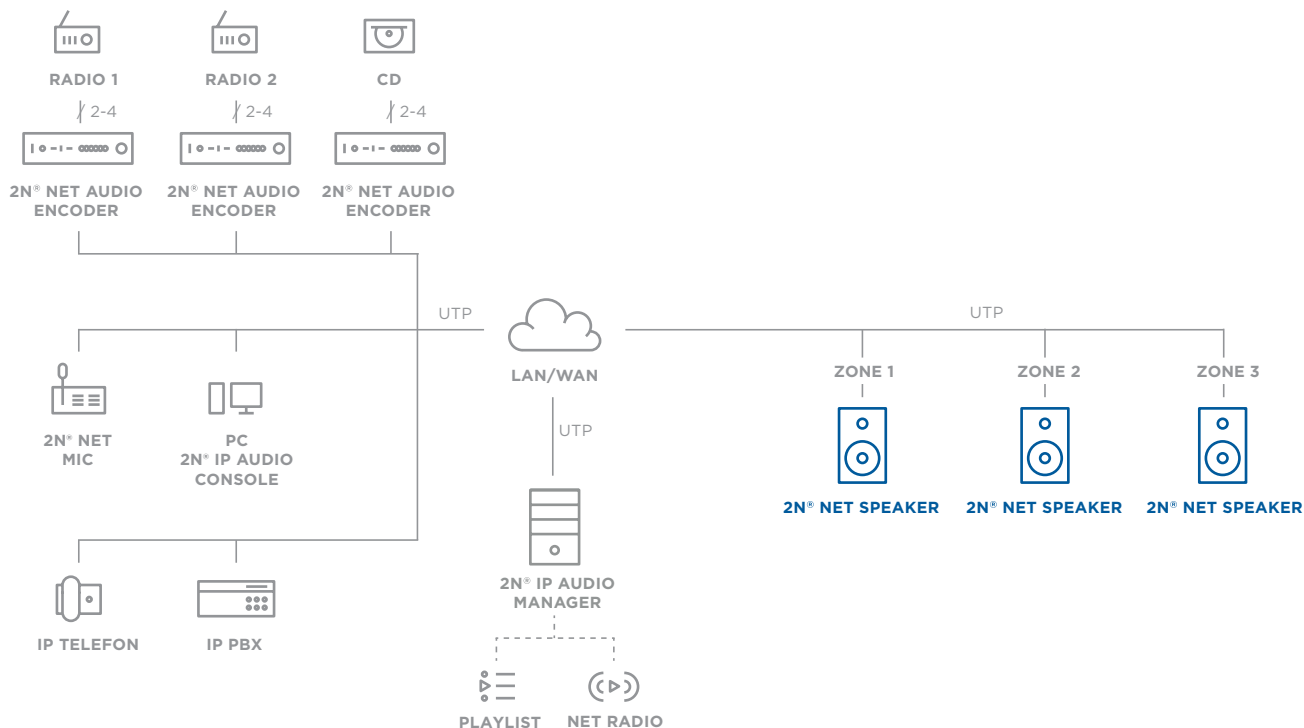 RADIO 1
RADIO 2
CD
2-4
2-4
2-4
2N® NET AUDIO
ENCODER
2N® NET AUDIO
ENCODER
2N® NET AUDIO
ENCODER
UTP
UTP
LAN/WAN
ZONE 1
ZONE 2
ZONE 3
2N® NET
MIC
PC
2N® IP AUDIO
CONSOLE
UTP
2N® NET SPEAKER
2N® NET SPEAKER
2N® NET SPEAKER
2N® IP AUDIO
MANAGER
IP TELEFON
IP PBX
PLAYLIST
NET RADIO